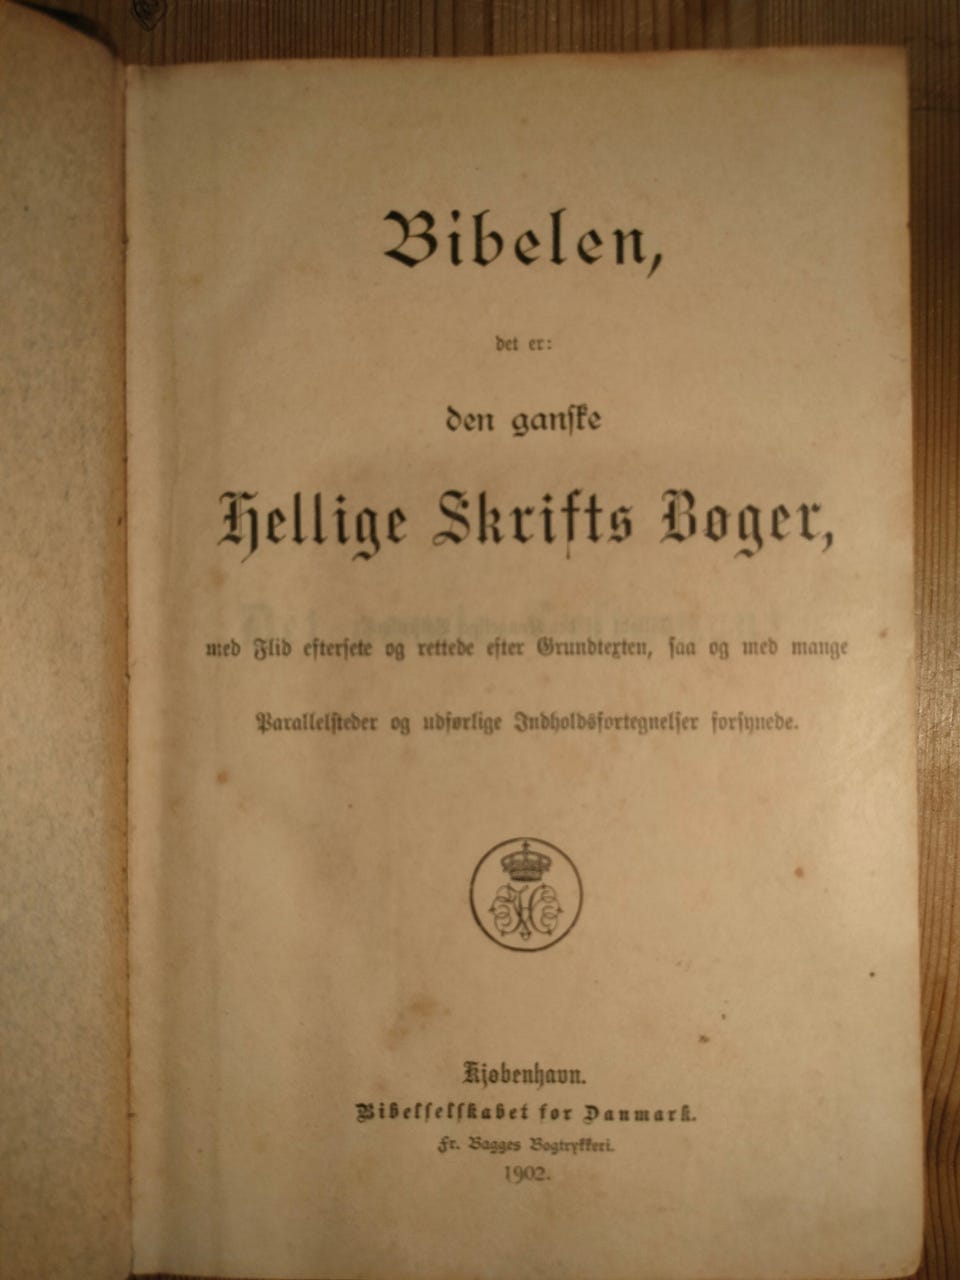 Bibelen,
det er:
den ganske
Hellige Skrifts Bøger,
med Flid eftersete og rettede efter Grundtexten, saa og med mange
Parallelsteder og udførlige Indholdsfortegnelser forsynede.
Kjøbenhavn.
Bibelselskabet for Danmark.
Fr. Bagges Bogtrykkeri.
1902.